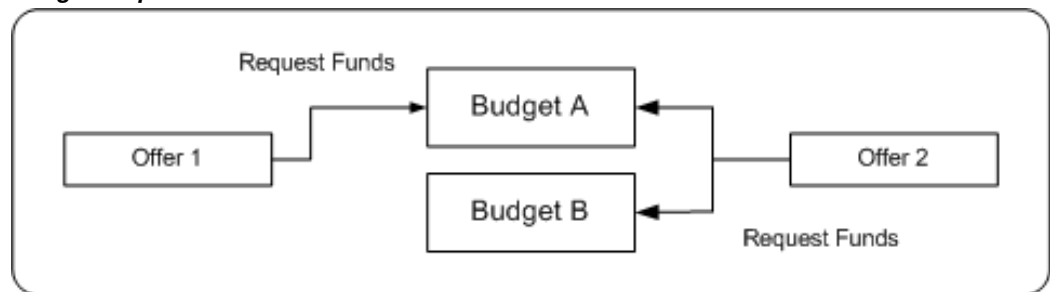 Request Funds
Budget A
Offer 1
Offer 2
Budget B
Request Funds